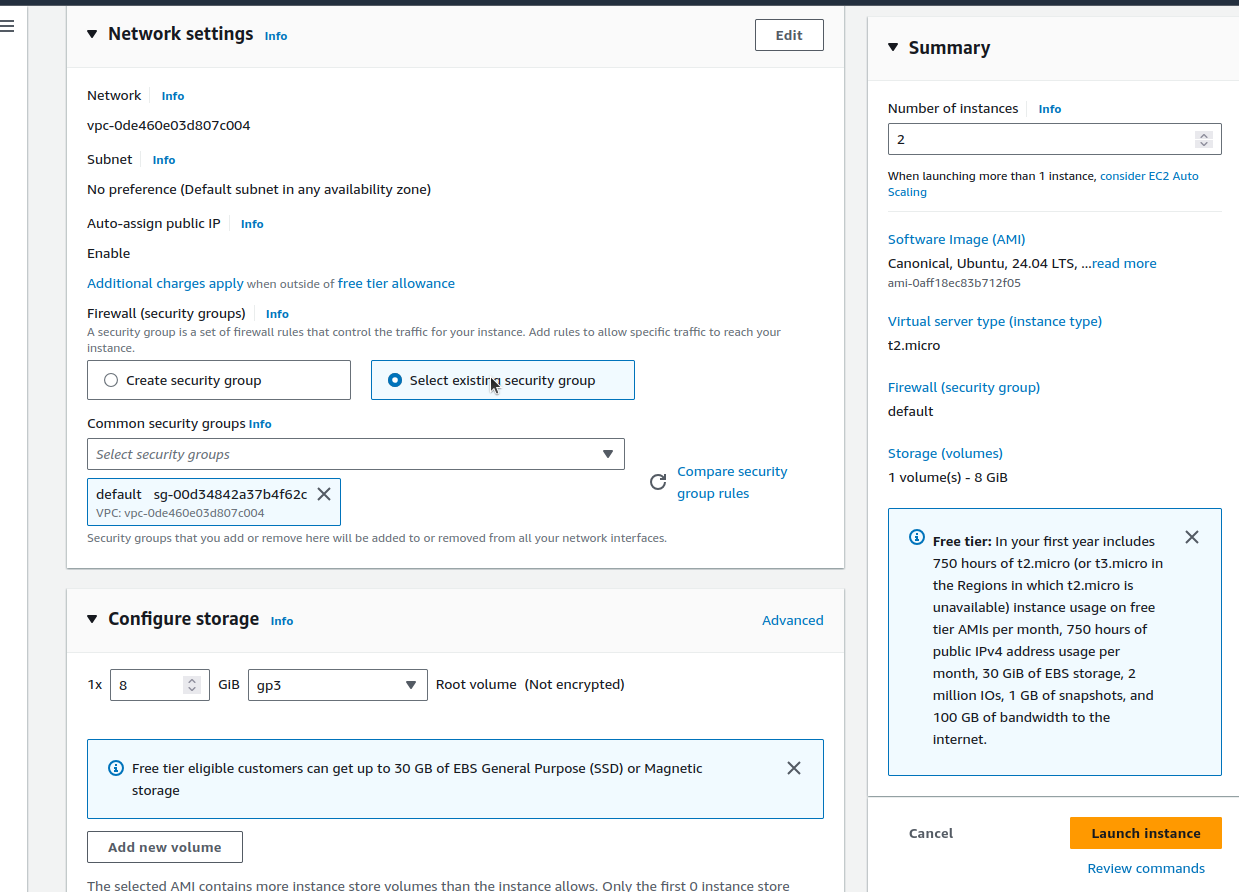 Network settings Info
Edit
Network Info
vpc-0de460e03d807c004
Subnet Info
No preference (Default subnet in any availability zone)
Auto-assign public IP Info
Enable
Additional charges apply when outside of free tier allowance
Firewall (security groups) Info
A security group is a set of firewall rules that control the traffic for your instance. Add rules to allow specific traffic to reach your
instance.
Create security group
Select existing security group
Common security groups Info
Select security groups
Compare security
group rules
default sg-00d34842a37b4f62c
VPC: vpc-0de460e03d807c004
Security groups that you add or remove here will be added to or removed from all your network interfaces.
Configure storage Info
Advanced
1x 8 GiB gp3 Root volume (Not encrypted)
Free tier eligible customers can get up to 30 GB of EBS General Purpose (SSD) or Magnetic
storage
Add new volume
The selected AMI contains more instance store volumes than the instance allows. Only the first 0 instance store
Summary
Number of instances Info
2
When launching more than 1 instance, consider EC2 Auto
Scaling
Software Image (AMI)
Canonical, Ubuntu, 24.04 LTS, ...read more
ami-0aff18ec83b712f05
Virtual server type (instance type)
t2.micro
Firewall (security group)
default
Storage (volumes)
1 volume(s) - 8 GiB
Free tier: In your first year includes
750 hours of t2.micro (or t3.micro in
the Regions in which t2.micro is
unavailable) instance usage on free
tier AMIs per month, 750 hours of
public IPv4 address usage per
month, 30 GiB of EBS storage, 2
million IOs, 1 GB of snapshots, and
100 GB of bandwidth to the
internet.
Cancel
Launch instance
Review commands